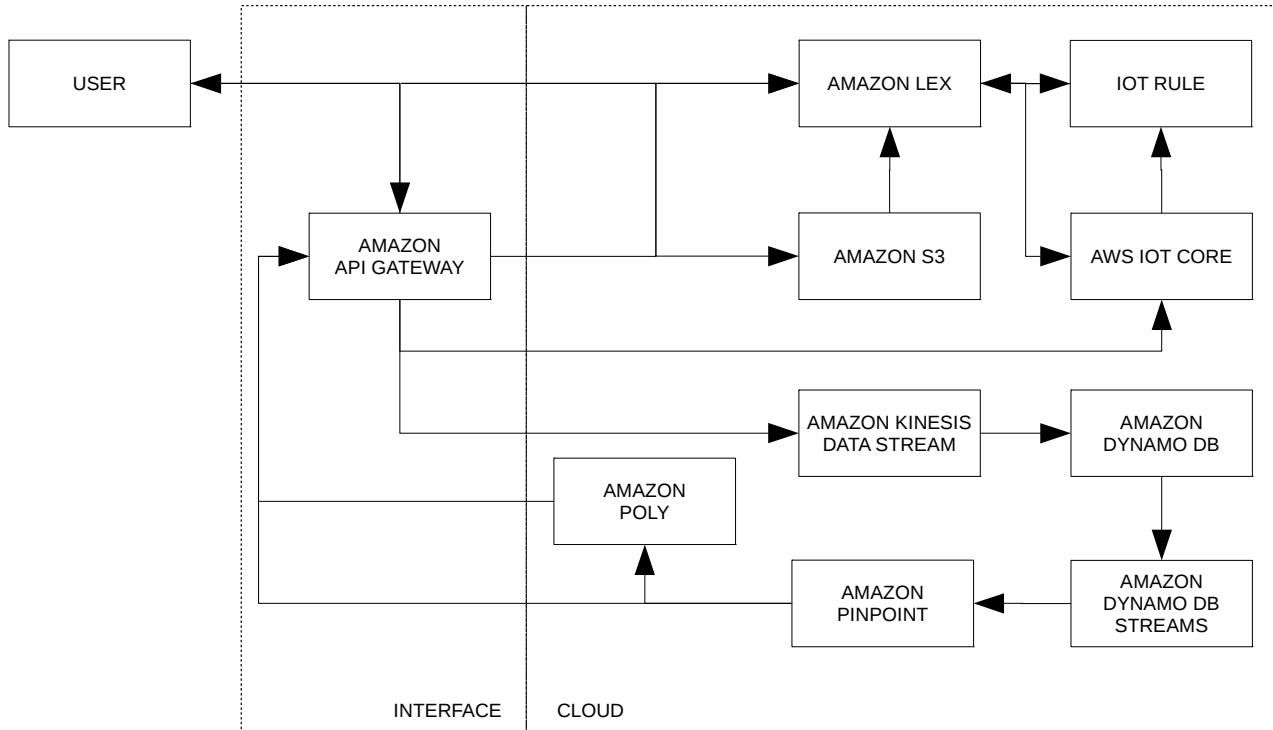 USER
AMAZON LEX
IOT RULE
AMAZON
API GATEWAY
AMAZON S3
AWS IOT CORE
AMAZON KINESIS
DATA STREAM
AMAZON
DYNAMO DB
AMAZON
POLY
AMAZON
PINPOINT
AMAZON
DYNAMO DB
STREAMS
INTERFACE
CLOUD